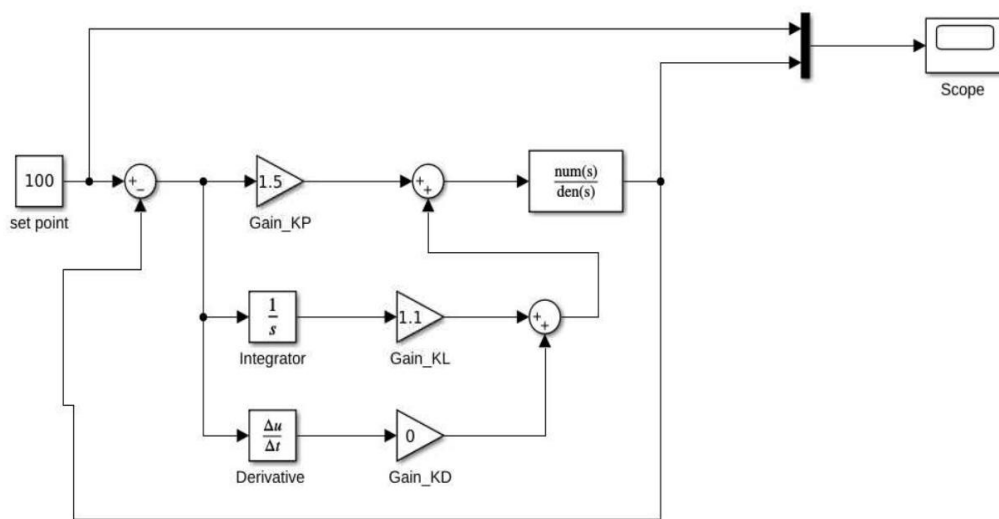 Scope
100
+
−
set point
1.5
Gain_KP
+
+
num(s)
den(s)
1
s
Integrator
1.1
Gain_KL
+
+
Δu
Δt
Derivative
0
Gain_KD